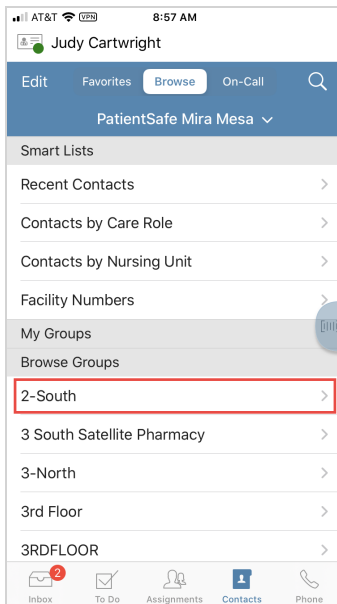 AT&T VPN 8:57 AM
Judy Cartwright
Edit Favorites Browse On-Call
PatientSafe Mira Mesa
Smart Lists
Recent Contacts
Contacts by Care Role
Contacts by Nursing Unit
Facility Numbers
My Groups
Browse Groups
2-South
3 South Satellite Pharmacy
3-North
3rd Floor
3RDFLOOR
2
Inbox To Do Assignments Contacts Phone